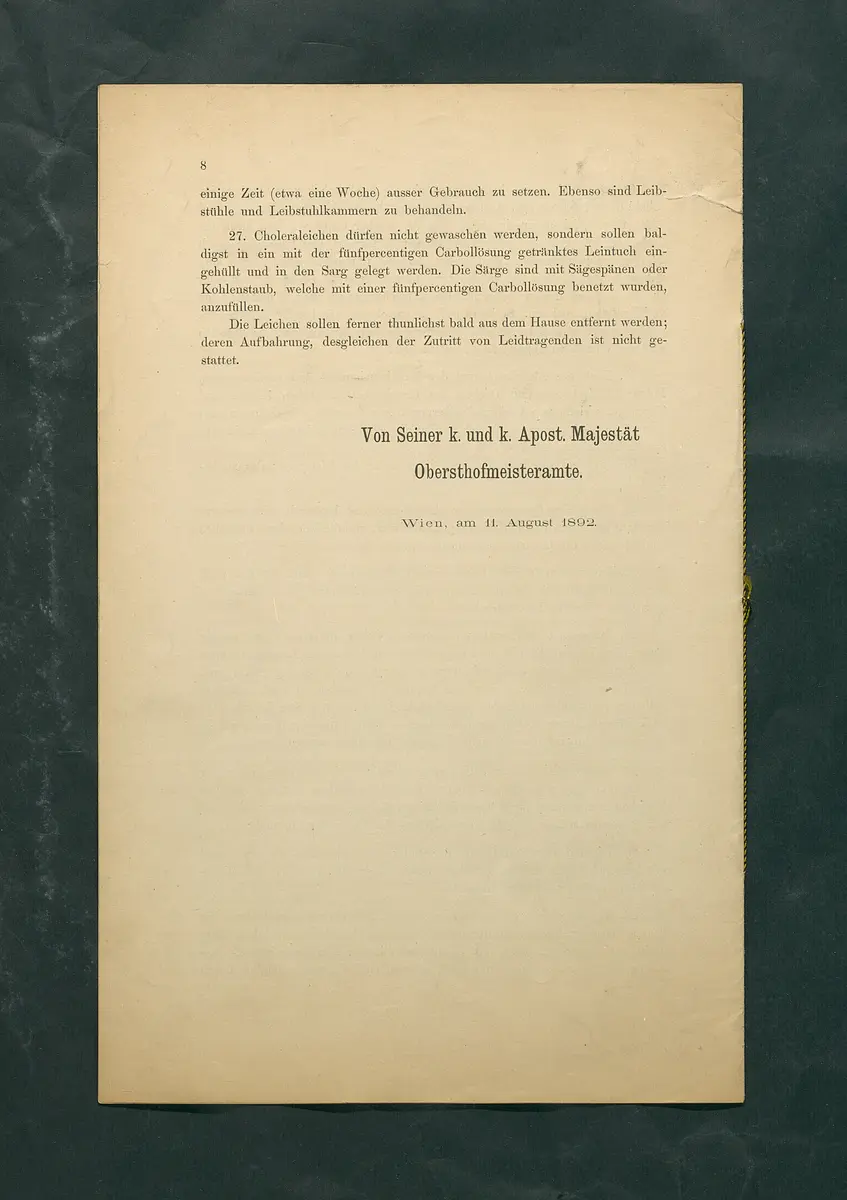 8
einige Zeit (etwa eine Woche) ausser Gebrauch zu setzen. Ebenso sind Leib-
stühle und Leibstuhlkammern zu behandeln.
27. Choleraleichen dürfen nicht gewaschen werden, sondern sollen bal-
digst in ein mit der fünfpercentigen Carbollösung getränktes Leintuch ein-
gehüllt und in den Sarg gelegt werden. Die Särge sind mit Sägespänen oder
Kohlenstaub, welche mit einer fünfpercentigen Carbollösung benetzt wurden,
anzufüllen.
Die Leichen sollen ferner thunlichst bald aus dem Hause entfernt werden;
deren Aufbahrung, desgleichen der Zutritt von Leidtragenden ist nicht ge-
stattet.
Von Seiner k. und k. Apost. Majestät
Obersthofmeisteramte.
Wien, am 11. August 1892.